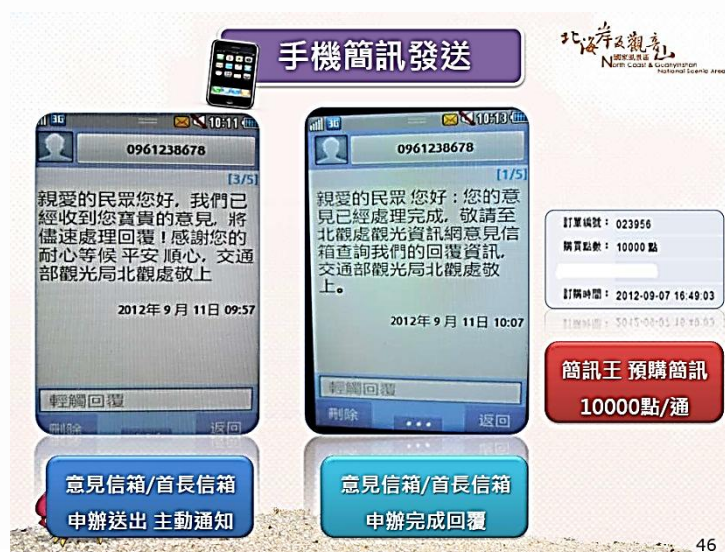 手機簡訊發送
北海岸及觀音山
國家風景區
North Coast & Guanyinshan
National Scenic Area
3G 10:11
0961238678
[3/5]
親愛的民眾您好，我們已
經收到您寶貴的意見，將
儘速處理回覆！感謝您的
耐心等候 平安 順心，交通
部觀光局北觀處敬上
2012年 9 月 11日 09:57
輕觸回覆
刪除 返回
意見信箱/首長信箱
申辦送出 主動通知
3G 10:13
0961238678
[1/5]
親愛的民眾 您好：您的意
見已經處理完成，敬請至
北觀處觀光資訊網意見信
箱查詢我們的回覆資訊，
交通部觀光局北觀處敬
上。
2012年 9 月 11日 10:07
輕觸回覆
刪除 ... 返回
意見信箱/首長信箱
申辦完成回覆
訂單編號： 023956
購買點數： 10000 點
訂購時間： 2012-09-07 16:49:03
簡訊王 預購簡訊
10000點/通
46